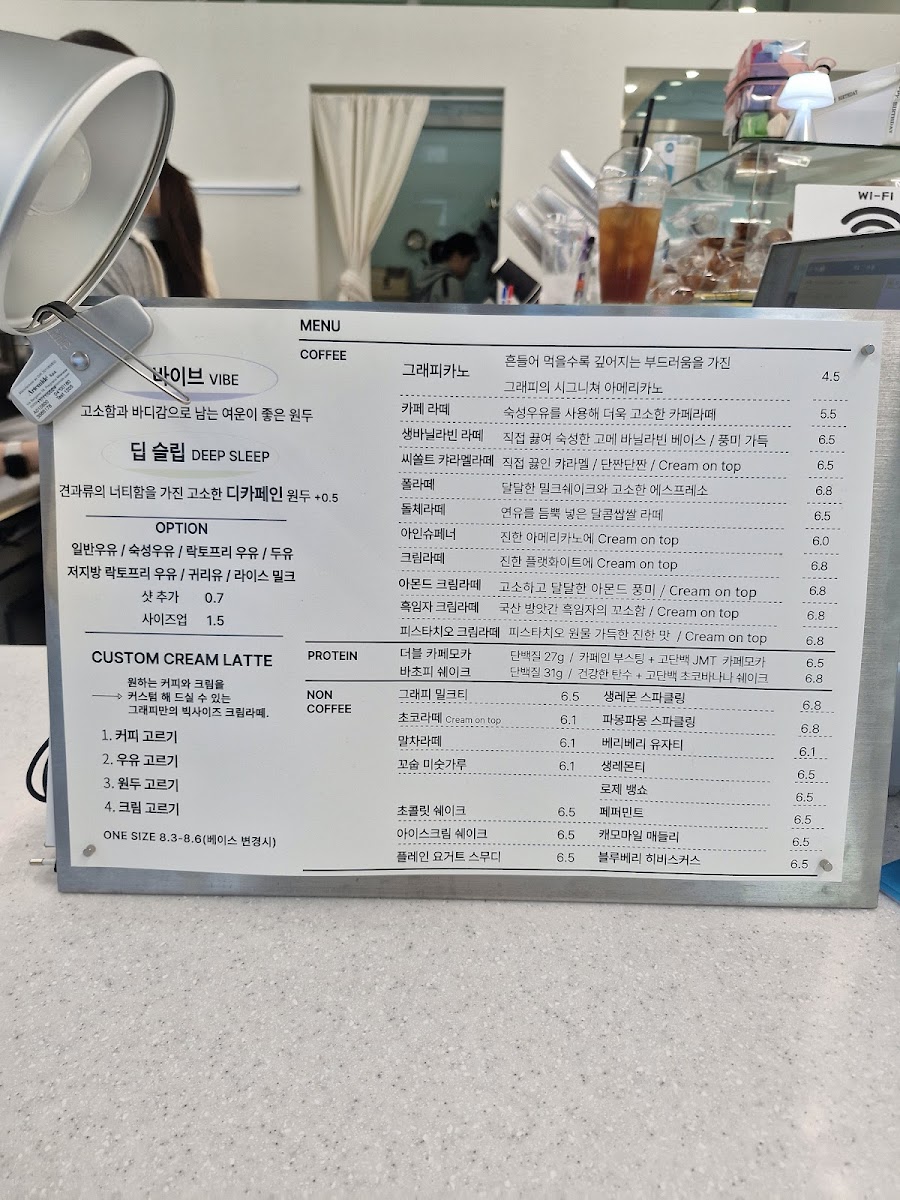 WI-FI
바이브 VIBE
고소함과 바디감으로 남는 여운이 좋은 원두
딥 슬립 DEEP SLEEP
견과류의 너티함을 가진 고소한 디카페인 원두 +0.5
OPTION
일반우유 / 숙성우유 / 락토프리 우유 / 두유
저지방 락토프리 우유 / 귀리유 / 라이스 밀크
샷 추가 0.7
사이즈업 1.5
CUSTOM CREAM LATTE
원하는 커피와 크림을
커스텀 해 드실 수 있는
그래피만의 빅사이즈 크림라떼.
1. 커피 고르기
2. 우유 고르기
3. 원두 고르기
4. 크림 고르기
ONE SIZE 8.3-8.6(베이스 변경시)
MENU
COFFEE
그래피카노 흔들어 먹을수록 깊어지는 부드러움을 가진
그래피의 시그니쳐 아메리카노 4.5
카페 라떼 숙성우유를 사용해 더욱 고소한 카페라떼 5.5
생바닐라빈 라떼 직접 끓여 숙성한 고메 바닐라빈 베이스 / 풍미 가득 6.5
씨쏠트 캬라멜라떼 직접 끓인 캬라멜 / 단짠단짠 / Cream on top 6.5
폴라떼 달달한 밀크쉐이크와 고소한 에스프레소 6.8
돌체라떼 연유를 듬뿍 넣은 달콤쌉쌀 라떼 6.5
아인슈페너 진한 아메리카노에 Cream on top 6.0
크림라떼 진한 플랫화이트에 Cream on top 6.8
아몬드 크림라떼 고소하고 달달한 아몬드 풍미 / Cream on top 6.8
흑임자 크림라떼 국산 방앗간 흑임자의 꼬소함 / Cream on top 6.8
피스타치오 크림라떼 피스타치오 원물 가득한 진한 맛 / Cream on top 6.8
PROTEIN
더블 카페모카 단백질 27g / 카페인 부스팅 + 고단백 JMT 카페모카 6.5
바초피 쉐이크 단백질 31g / 건강한 탄수 + 고단백 초코바나나 쉐이크 6.8
NON
COFFEE
그래피 밀크티 6.5 생레몬 스파클링 6.8
초코라떼 Cream on top 6.1 파몽파몽 스파클링 6.8
말차라떼 6.1 베리베리 유자티 6.1
꼬숩 미숫가루 6.1 생레몬티 6.5
로제 뱅쇼 6.5
초콜릿 쉐이크 6.5 페퍼민트 6.5
아이스크림 쉐이크 6.5 캐모마일 매들리 6.5
플레인 요거트 스무디 6.5 블루베리 히비스커스 6.5